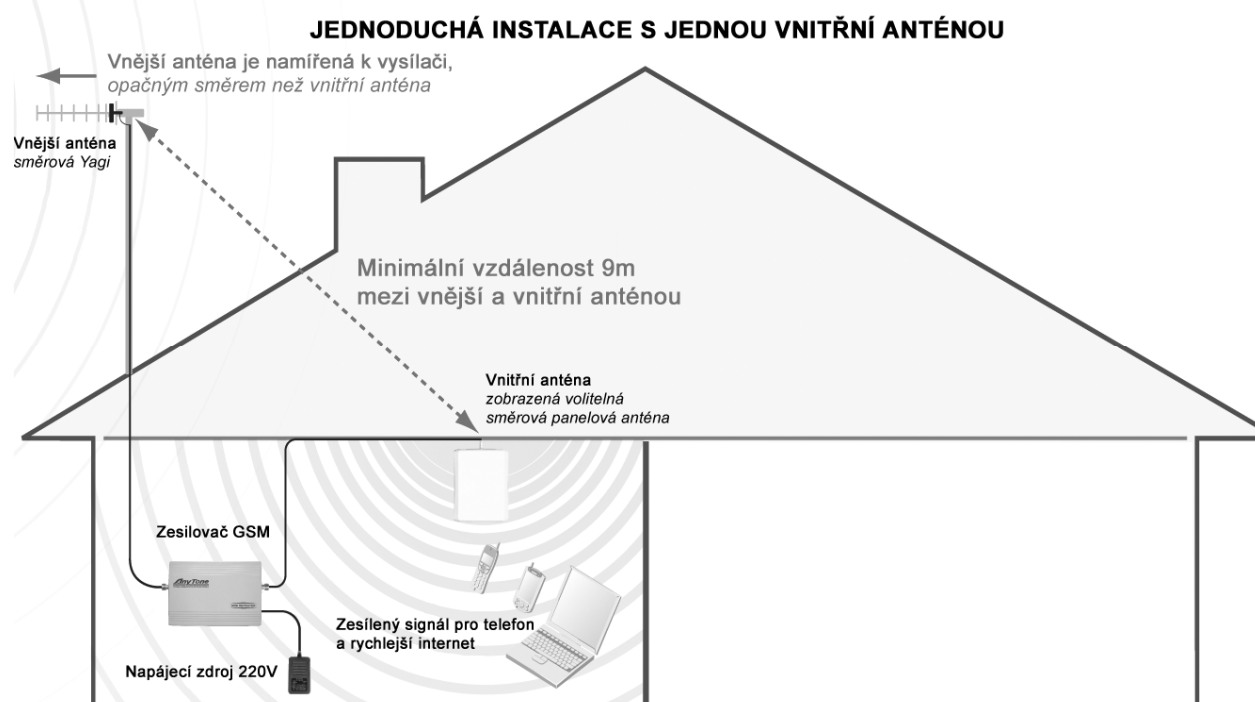 JEDNODUCHÁ INSTALACE S JEDNOU VNITŘNÍ ANTÉNOU
Vnější anténa je namířená k vysílači,
opačným směrem než vnitřní anténa
Vnější anténa
směrová Yagi
Minimální vzdálenost 9m
mezi vnější a vnitřní anténou
Vnitřní anténa
zobrazená volitelná
směrová panelová anténa
Zesilovač GSM
AnyTone
Zesílený signál pro telefon
a rychlejší internet
Napájecí zdroj 220V